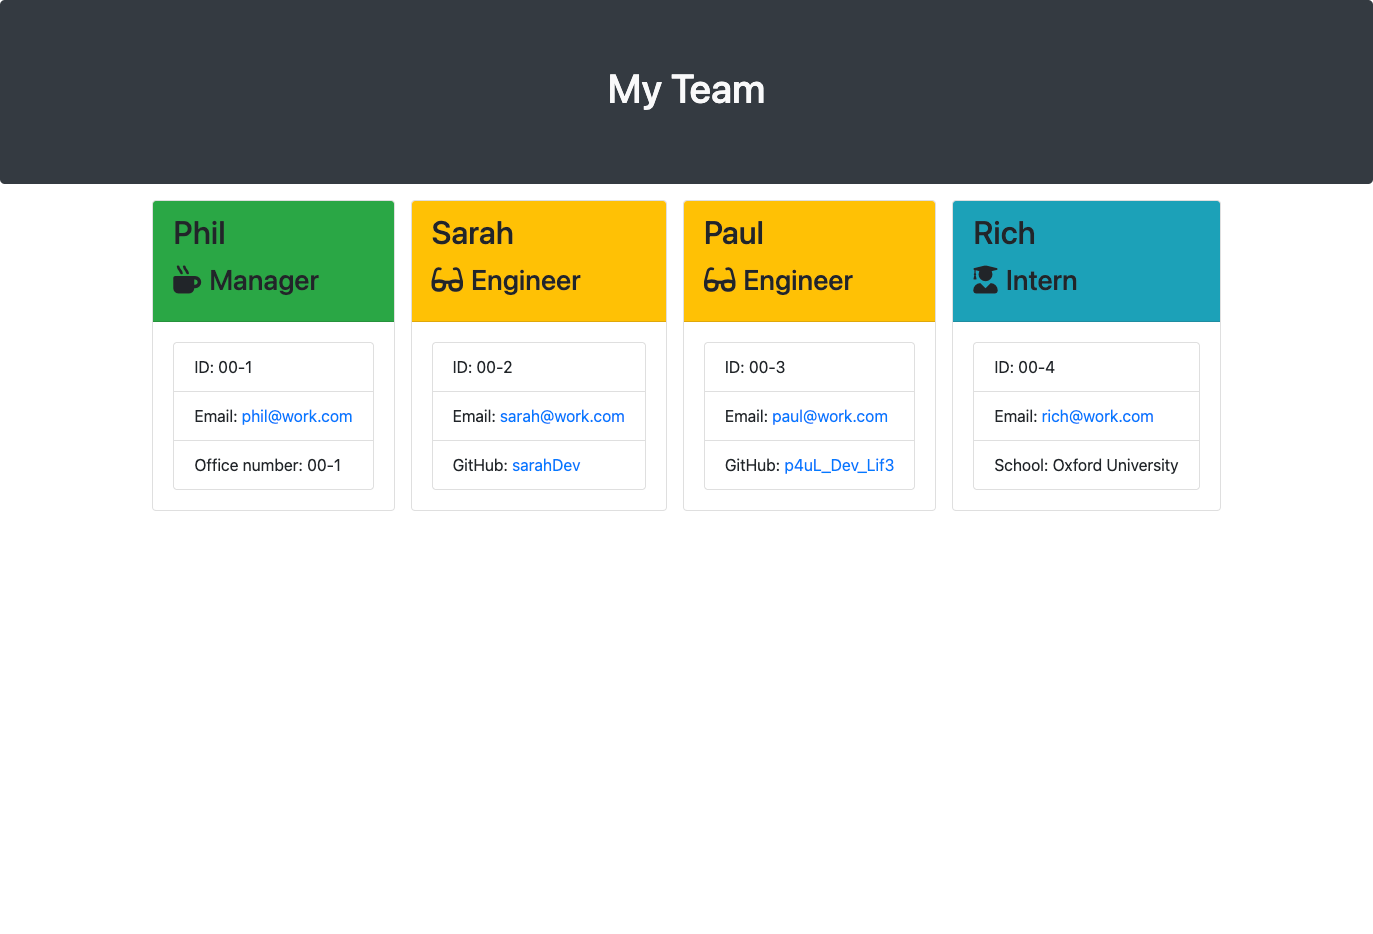 My Team
Phil
Manager
ID: 00-1
Email: phil@work.com
Office number: 00-1
Sarah
Engineer
ID: 00-2
Email: sarah@work.com
GitHub: sarahDev
Paul
Engineer
ID: 00-3
Email: paul@work.com
GitHub: p4uL_Dev_Lif3
Rich
Intern
ID: 00-4
Email: rich@work.com
School: Oxford University